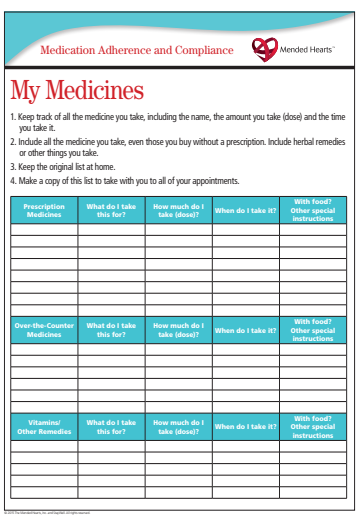 Medication Adherence and Compliance
Mended Hearts™
My Medicines
1. Keep track of all the medicine you take, including the name, the amount you take (dose) and the time
you take it.
2. Include all the medicine you take, even those you buy without a prescription. Include herbal remedies
or other things you take.
3. Keep the original list at home.
4. Make a copy of this list to take with you to all of your appointments.
Prescription
Medicines
What do I take
this for?
How much do I
take (dose)?
When do I take it?
With food?
Other special
instructions
Over-the-Counter
Medicines
What do I take
this for?
How much do I
take (dose)?
When do I take it?
With food?
Other special
instructions
Vitamins/
Other Remedies
What do I take
this for?
How much do I
take (dose)?
When do I take it?
With food?
Other special
instructions